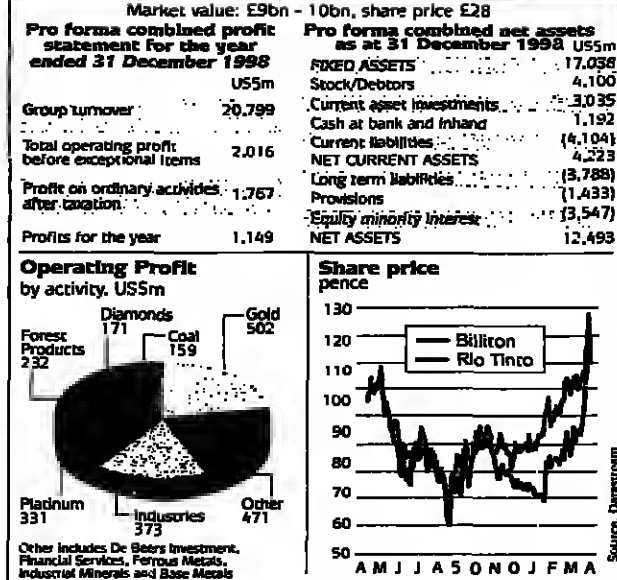 Market value: £9bn - 10bn, share price £28
Pro forma combined profit
statement for the year
ended 31 December 1998
US$m
Group turnover 20.799
Total operating profit
before exceptional items 2.016
Profit on ordinary activities
after taxation 1.767
Profits for the year 1.149
Pro forma combined net assets
as at 31 December 1998 US$m
FIXED ASSETS 17.038
Stock/Debtors 4.100
Current asset investments 3.035
Cash at bank and inhand 1.192
Current liabilities (4.104)
NET CURRENT ASSETS 4.223
Long term liabilities (3,788)
Provisions (1,433)
Equity minority interest (3,547)
NET ASSETS 12,493
Operating Profit
by activity. US$m
Diamonds
171
Gold
502
Coal
159
Forest
Products
232
Platinum
331
Industries
373
Other
471
Other includes De Beers Investment,
Financial Services, Ferrous Metals,
Industrial Minerals and Base Metals
Share price
pence
130
120
110
100
90
80
70
60
50
Billiton
Rio Tinto
A M J J A S O N D J F M A
Source: Datastream